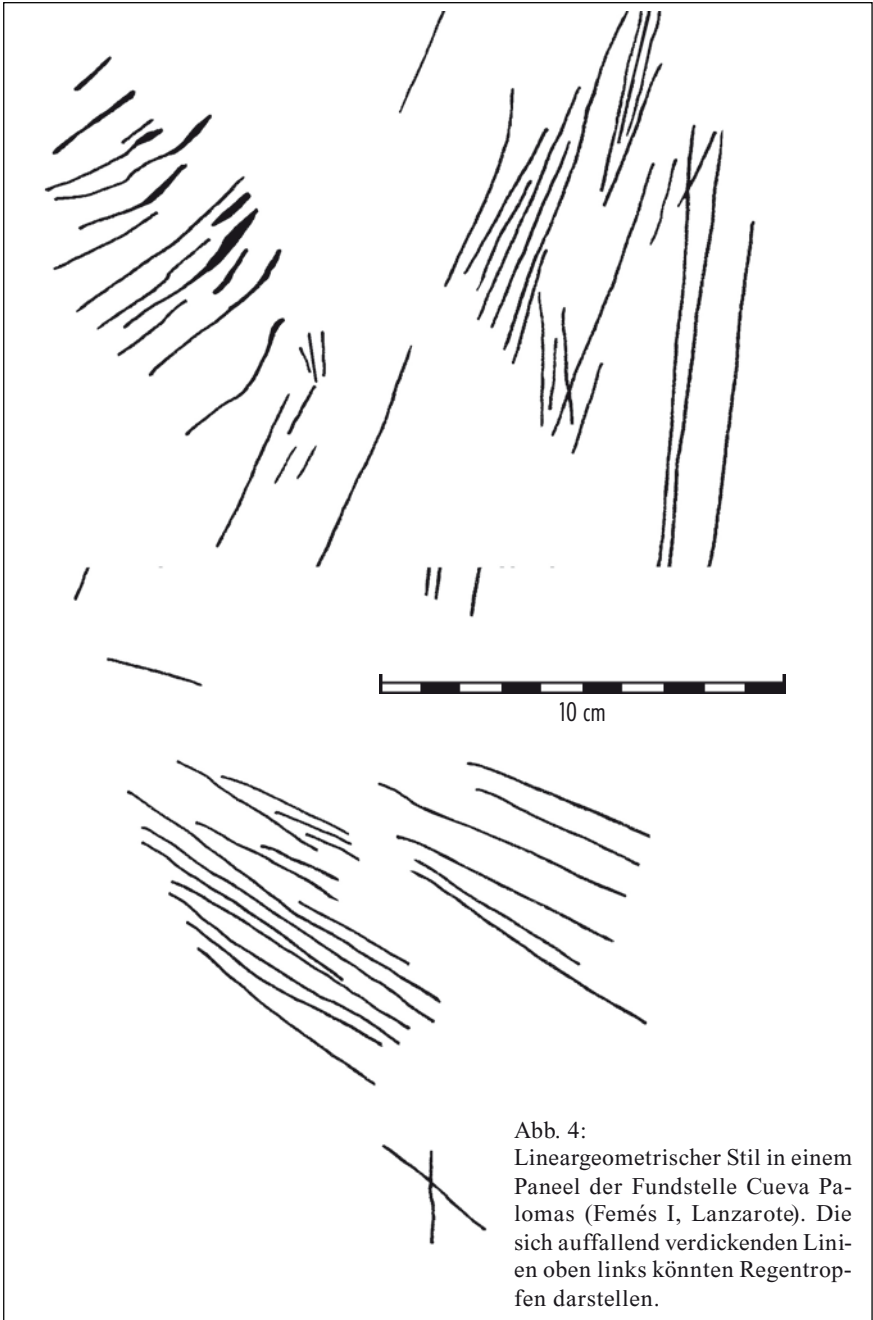 10 cm
Abb. 4:
Lineargeometrischer Stil in einem
Paneel der Fundstelle Cueva Pa-
lomas (Femés I, Lanzarote). Die
sich auffallend verdickenden Lini-
en oben links könnten Regentrop-
fen darstellen.